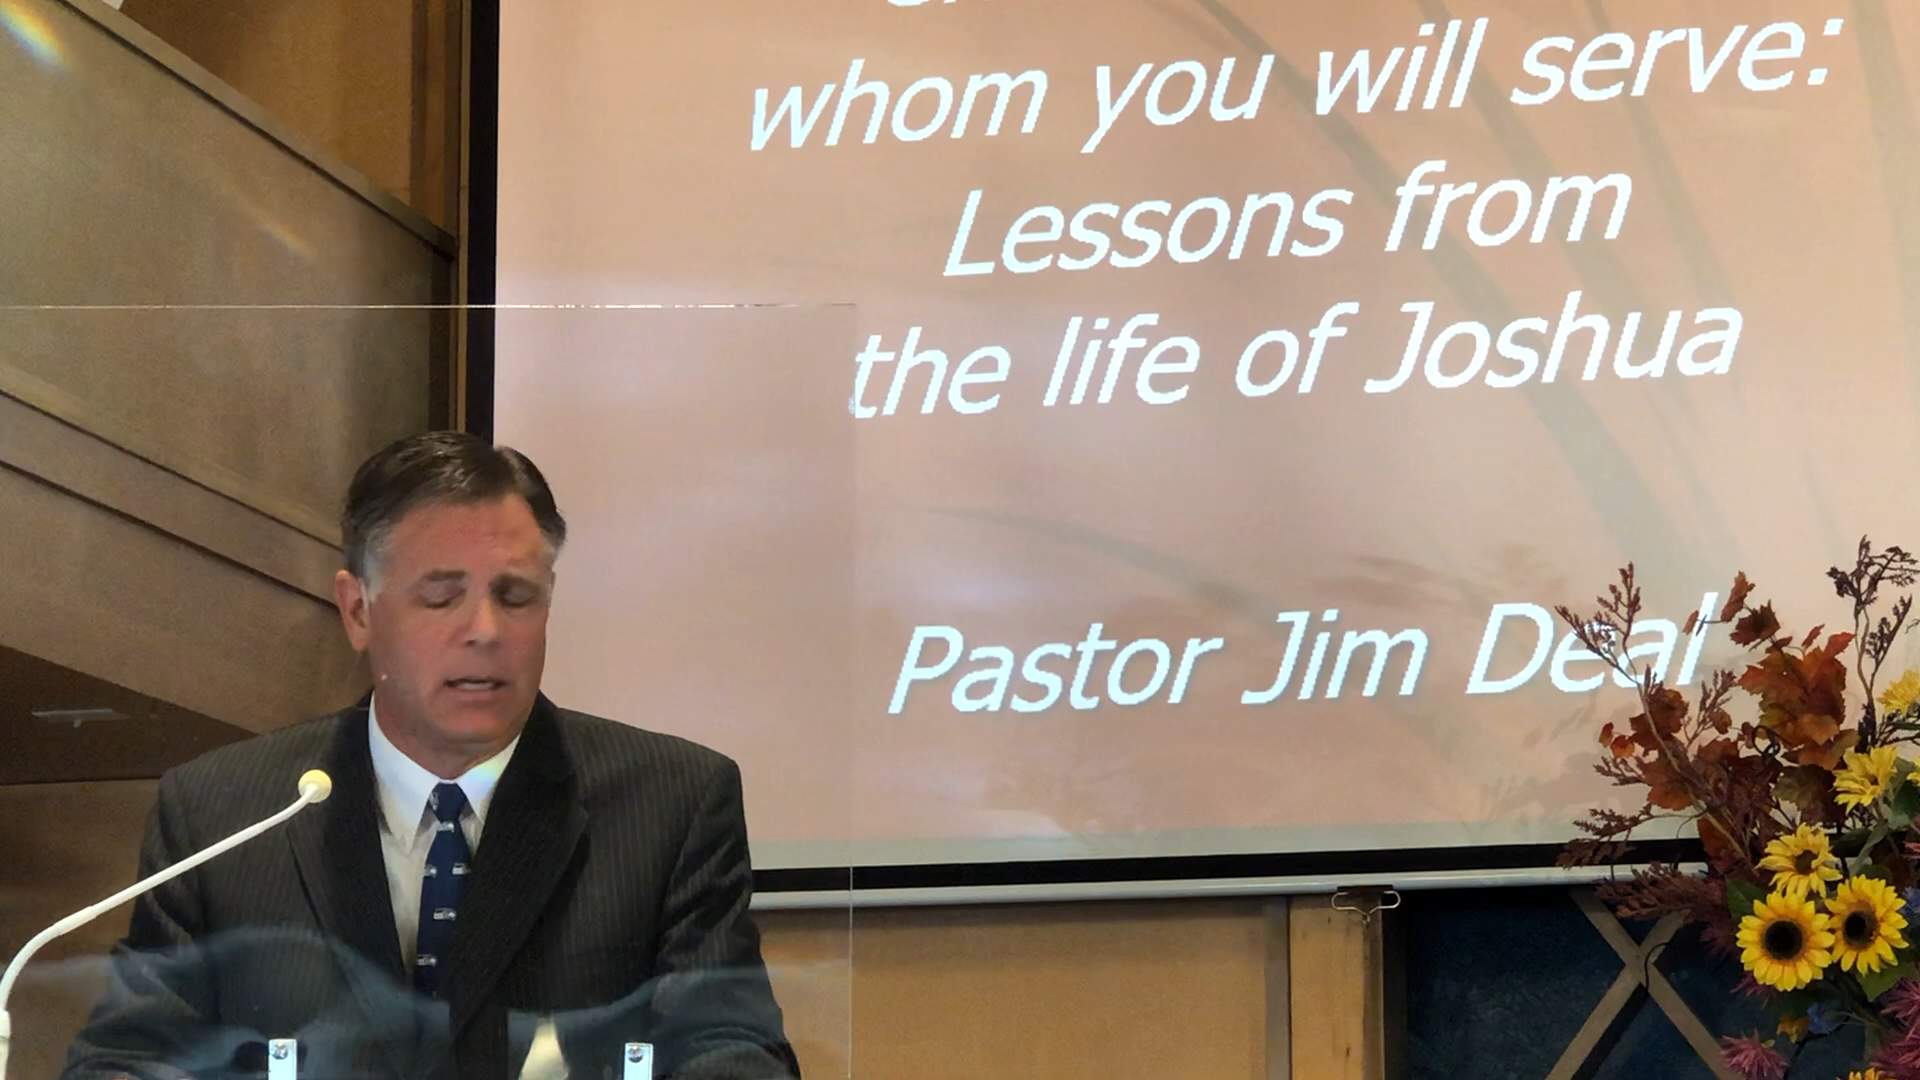 whom you will serve:
Lessons from
the life of Joshua
Pastor Jim Deal